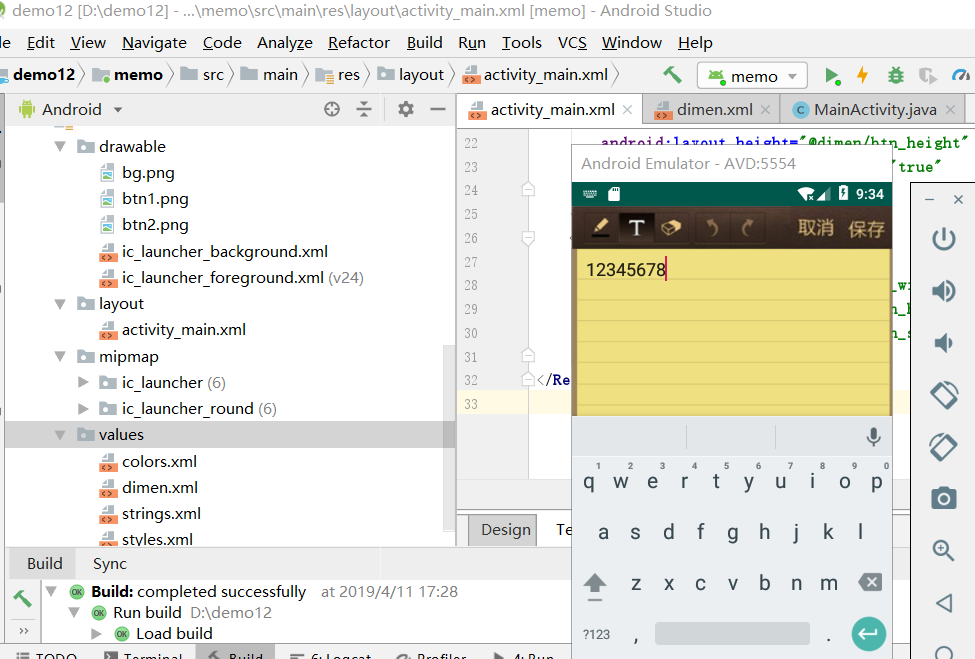 demo12 [D:\demo12] - ...\memo\src\main\res\layout\activity_main.xml [memo] - Android Studio
Edit View Navigate Code Analyze Refactor Build Run Tools VCS Window Help
demo12 memo src main res layout activity_main.xml memo
Android
activity_main.xml dimen.xml MainActivity.java
drawable
bg.png
btn1.png
btn2.png
ic_launcher_background.xml
ic_launcher_foreground.xml (v24)
layout
activity_main.xml
mipmap
ic_launcher (6)
ic_launcher_round (6)
values
colors.xml
dimen.xml
strings.xml
styles.xml
22 android:layout_height="@dimen/btn_height"
23 "true"
24
25
26
27
28
29
30
31
32 </Re
33
Design
Android Emulator - AVD:5554
9:34
T 取消 保存
12345678
1 2 3 4 5 6 7 8 9 0
q w e r t y u i o p
a s d f g h j k l
z x c v b n m
?123 , .
Build Sync
Build: completed successfully at 2019/4/11 17:28
Run build D:\demo12
Load build
TODO Terminal Build 6: Logcat Profiler 4: Run